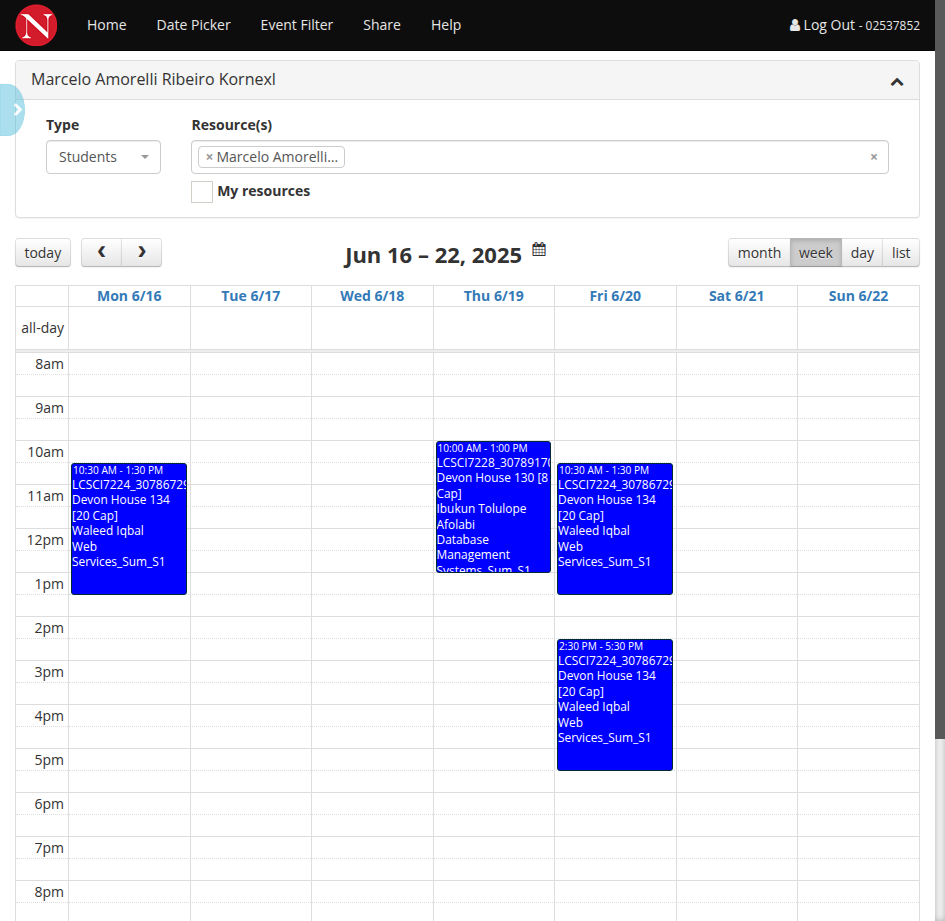 N Home Date Picker Event Filter Share Help Log Out - 02537852
Marcelo Amorelli Ribeiro Kornexl
Type Resource(s)
Students × Marcelo Amorelli... ×
My resources
today Jun 16 – 22, 2025 month week day list
Mon 6/16 Tue 6/17 Wed 6/18 Thu 6/19 Fri 6/20 Sat 6/21 Sun 6/22
all-day
8am
9am
10am
11am
12pm
1pm
2pm
3pm
4pm
5pm
6pm
7pm
8pm
10:30 AM - 1:30 PM
LCSCI7224_30786729
Devon House 134
[20 Cap]
Waleed Iqbal
Web
Services_Sum_S1
10:00 AM - 1:00 PM
LCSCI7228_30789170
Devon House 130 [8
Cap]
Ibukun Tolulope
Afolabi
Database
Management
Systems_Sum_S1
10:30 AM - 1:30 PM
LCSCI7224_30786729
Devon House 134
[20 Cap]
Waleed Iqbal
Web
Services_Sum_S1
2:30 PM - 5:30 PM
LCSCI7224_30786729
Devon House 134
[20 Cap]
Waleed Iqbal
Web
Services_Sum_S1